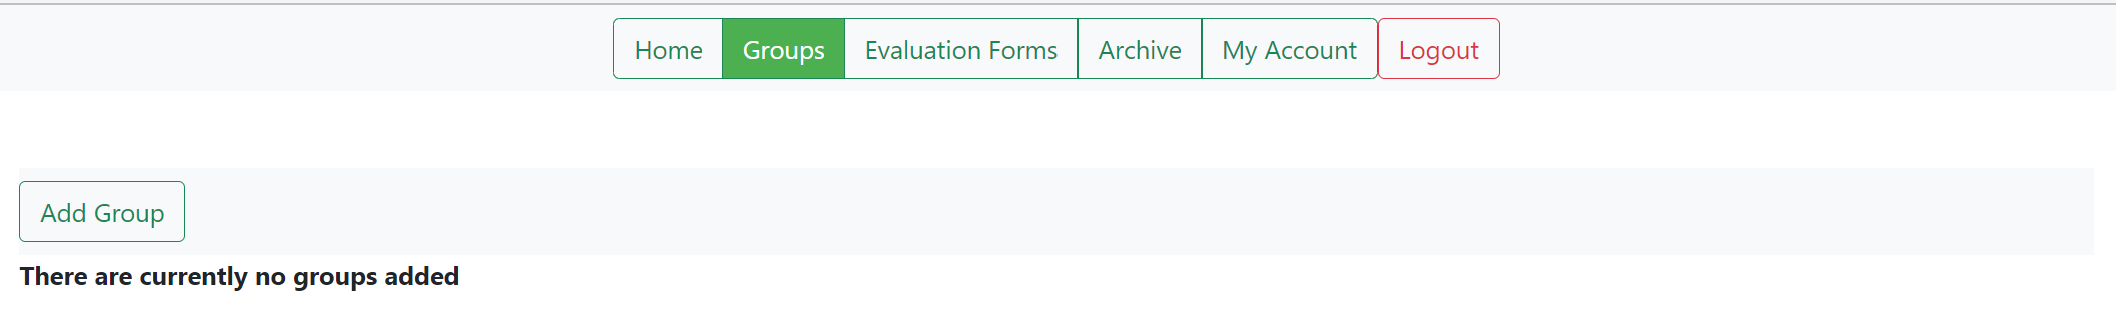 Home Groups Evaluation Forms Archive My Account Logout
Add Group
There are currently no groups added